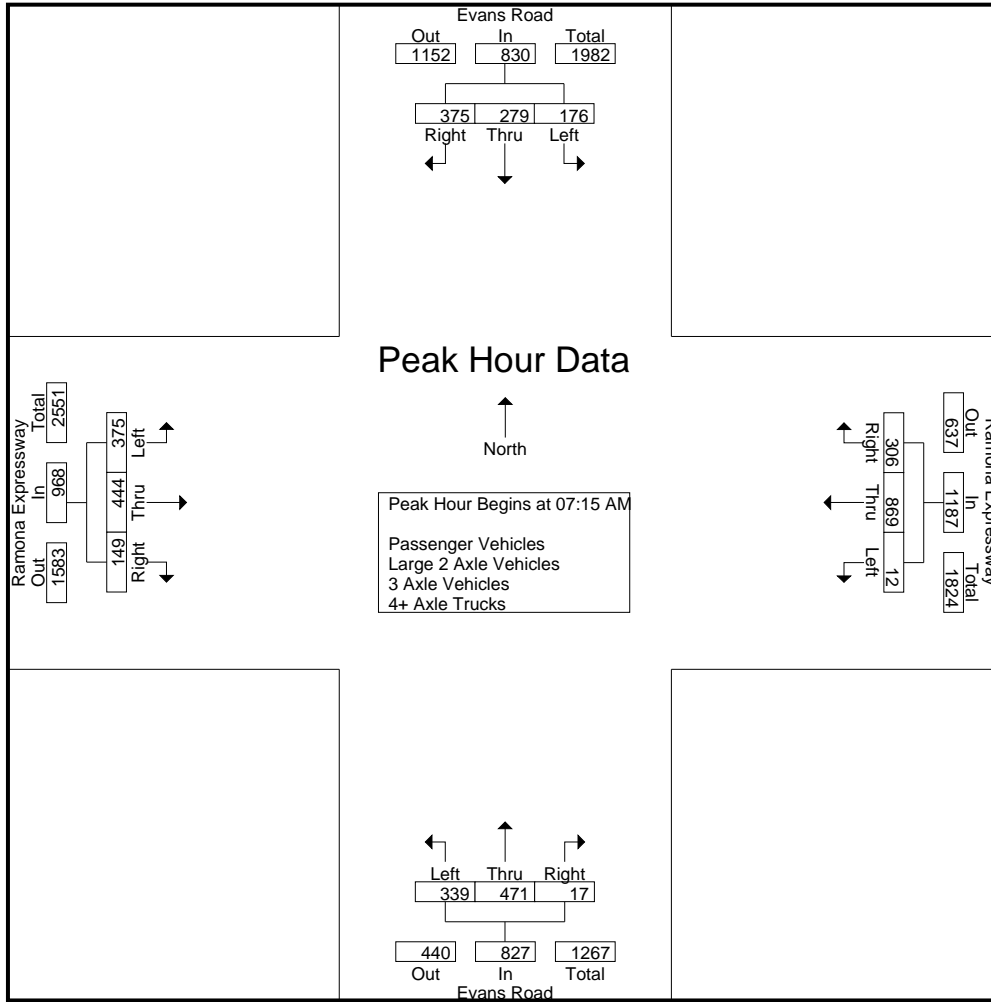 Evans Road
Out In Total
1152 830 1982
375 279 176
Right Thru Left
Peak Hour Data
North
Peak Hour Begins at 07:15 AM
Passenger Vehicles
Large 2 Axle Vehicles
3 Axle Vehicles
4+ Axle Trucks
Ramona Expressway
Total In Out
2551 968 1583
375 444 149
Left Thru Right
Ramona Expressway
Out In Total
637 1187 1824
306 869 12
Right Thru Left
Left Thru Right
339 471 17
440 827 1267
Out In Total
Evans Road